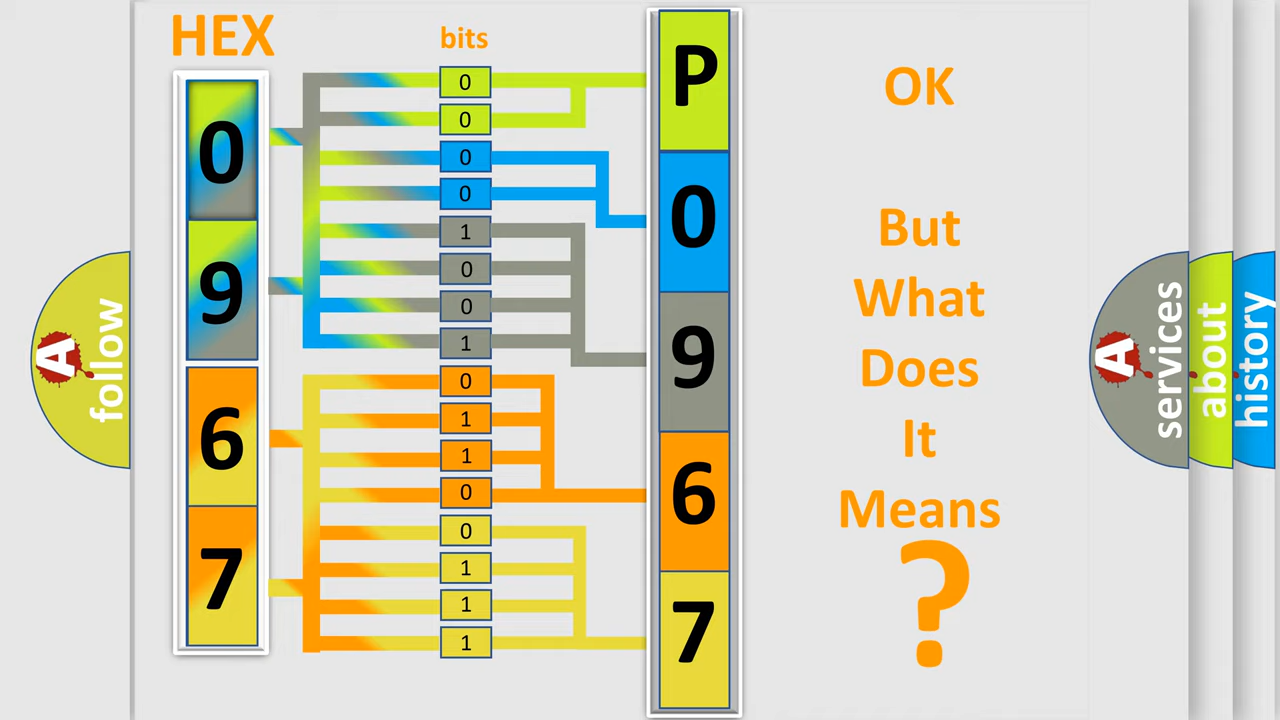 HEX
0
9
6
7
bits
0
0
0
0
1
0
0
1
0
1
1
0
0
1
1
1
P
0
9
6
7
OK
But
What
Does
It
Means
?
A
follow
A
services
about
history